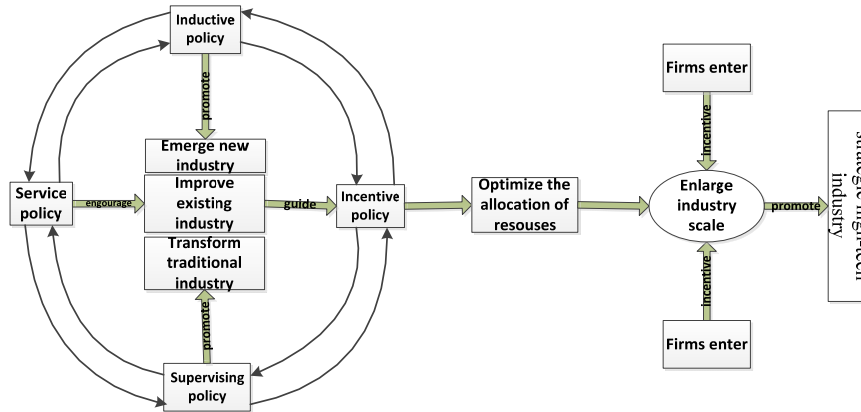 Inductive
policy
promote
Emerge new
industry
Service
policy
engourage
Improve
existing
industry
guide
Incentive
policy
Transform
traditional
industry
promote
Supervising
policy
Optimize the
allocation of
resouses
Firms enter
incentive
Enlarge
industry
scale
promote
incentive
Firms enter
industry